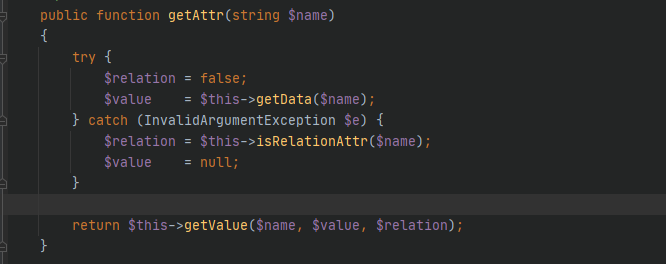 public function getAttr(string $name)
{
    try {
        $relation = false;
        $value    = $this->getData($name);
    } catch (InvalidArgumentException $e) {
        $relation = $this->isRelationAttr($name);
        $value    = null;
    }

    return $this->getValue($name, $value, $relation);
}